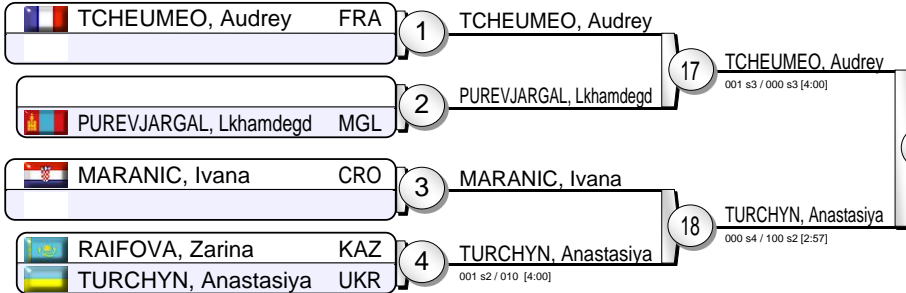 TCHEUMEO, Audrey FRA
PUREVJARGAL, Lkhamdegd MGL
MARANIC, Ivana CRO
RAIFOVA, Zarina KAZ
TURCHYN, Anastasiya UKR
1
2
3
4
TCHEUMEO, Audrey
PUREVJARGAL, Lkhamdegd
MARANIC, Ivana
TURCHYN, Anastasiya
001 s2 / 010 [4:00]
17
18
TCHEUMEO, Audrey
001 s3 / 000 s3 [4:00]
TURCHYN, Anastasiya
000 s4 / 100 s2 [2:57]